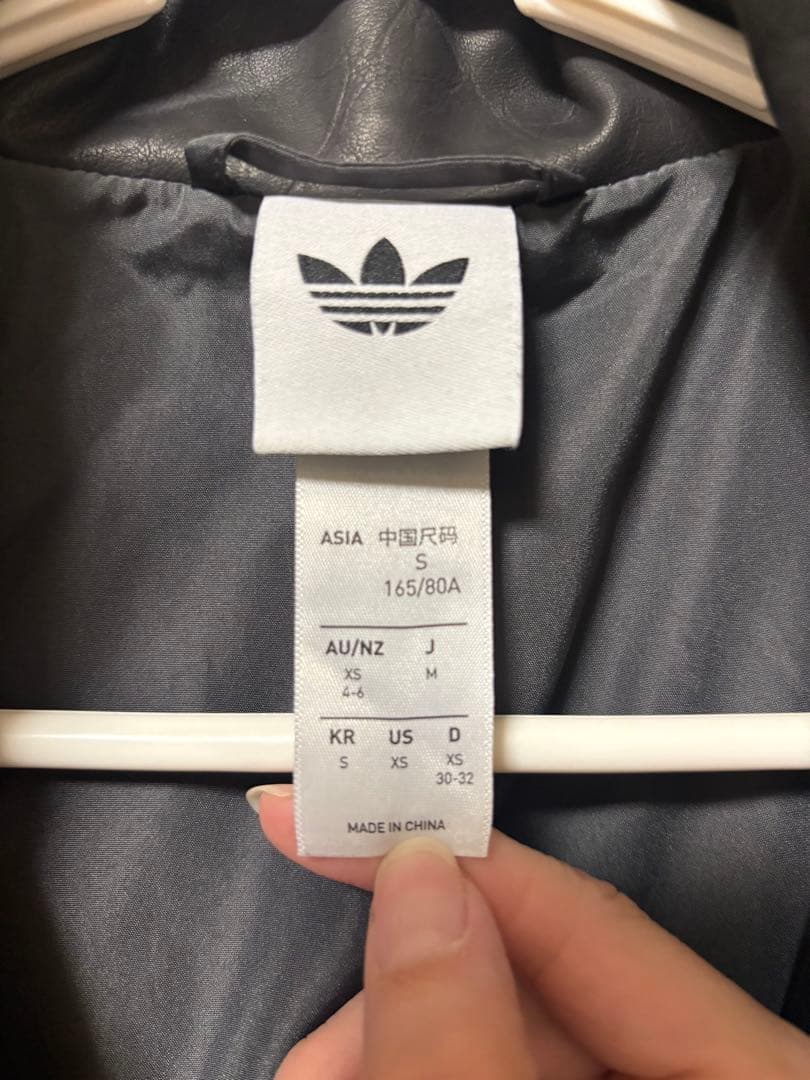 ASIA 中国尺码
S
165/80A
AU/NZ J
XS M
4-6
KR US D
S XS XS
30-32
MADE IN CHINA